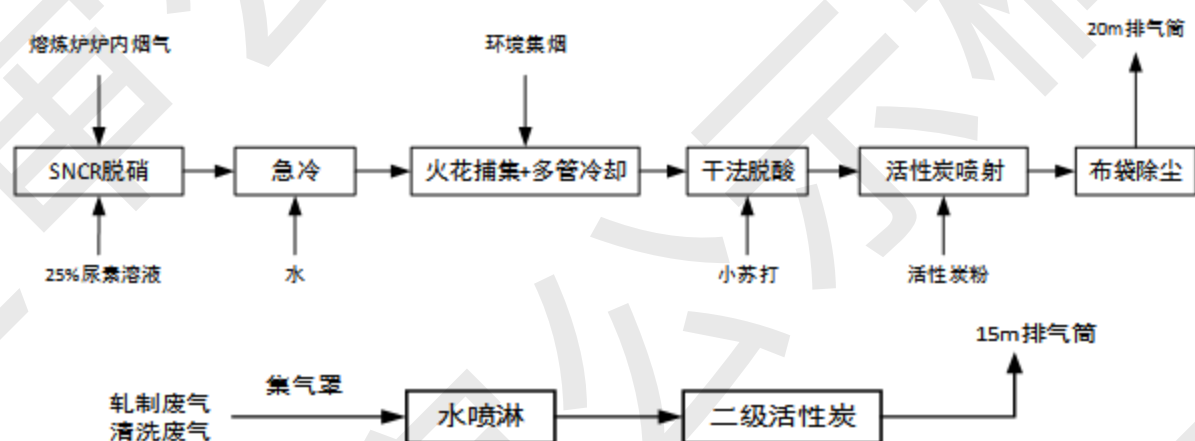 20m排气筒
熔炼炉炉内烟气
环境集烟
SNCR脱硝
急冷
火花捕集+多管冷却
干法脱酸
活性炭喷射
布袋除尘
25%尿素溶液
水
小苏打
活性炭粉
15m排气筒
集气罩
轧制废气
清洗废气
水喷淋
二级活性炭